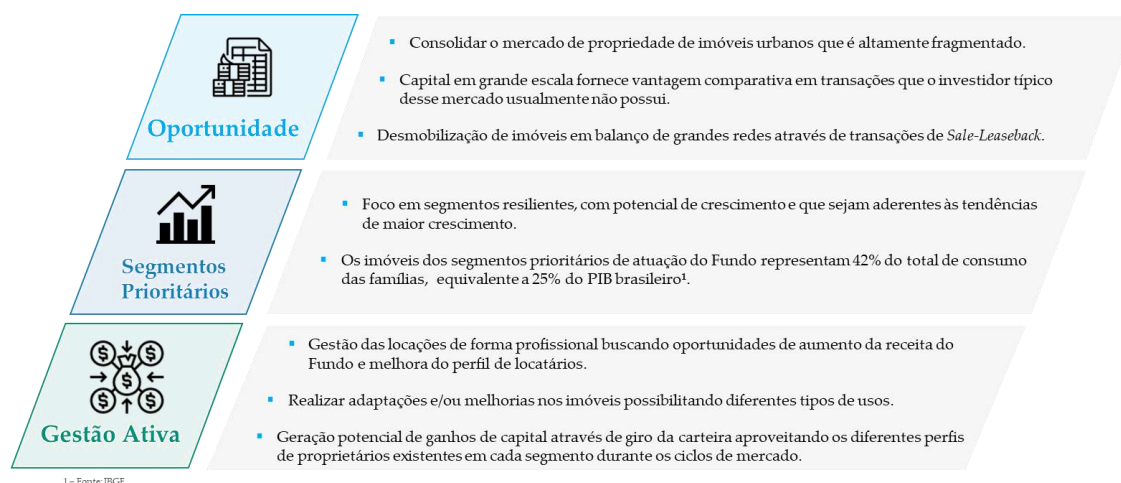 Oportunidade
▪ Consolidar o mercado de propriedade de imóveis urbanos que é altamente fragmentado.
▪ Capital em grande escala fornece vantagem comparativa em transações que o investidor típico
desse mercado usualmente não possui.
▪ Desmobilização de imóveis em balanço de grandes redes através de transações de Sale-Leaseback.
Segmentos
Prioritários
▪ Foco em segmentos resilientes, com potencial de crescimento e que sejam aderentes às tendências
de maior crescimento.
▪ Os imóveis dos segmentos prioritários de atuação do Fundo representam 42% do total de consumo
das famílias, equivalente a 25% do PIB brasileiro¹.
Gestão Ativa
▪ Gestão das locações de forma profissional buscando oportunidades de aumento da receita do
Fundo e melhora do perfil de locatários.
▪ Realizar adaptações e/ou melhorias nos imóveis possibilitando diferentes tipos de usos.
▪ Geração potencial de ganhos de capital através de giro da carteira aproveitando os diferentes perfis
de proprietários existentes em cada segmento durante os ciclos de mercado.
1 – Fonte: IBGE